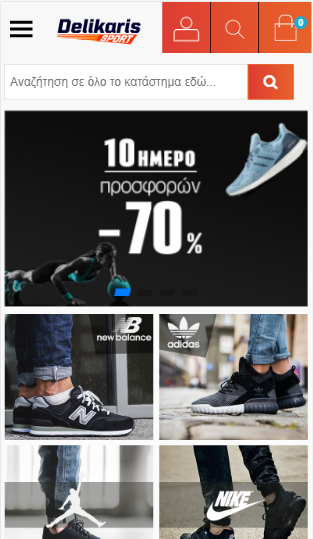 Delikaris
SPORT
0
Αναζήτηση σε όλο το κατάστημα εδώ...
10ΗΜΕΡΟ
προσφορών
-70%
new balance
adidas
NIKE